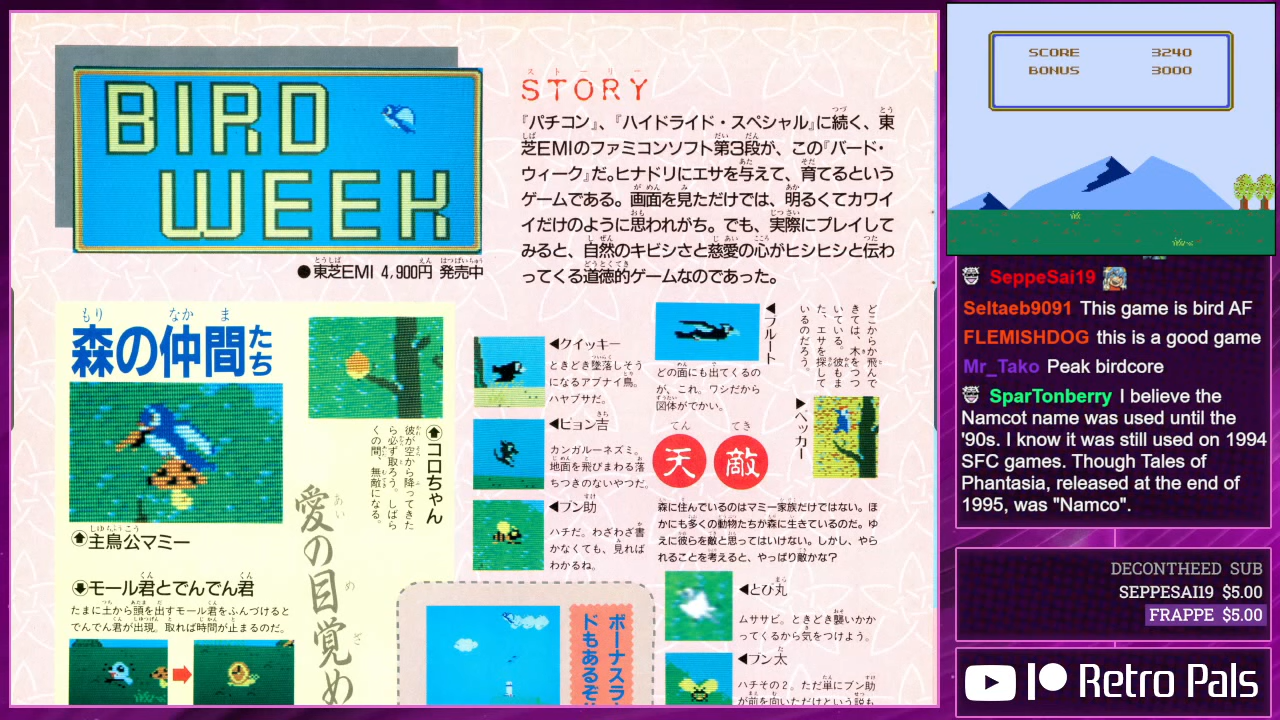 BIRD
WEEK
●東芝EMI 4,900円 発売中
STORY
『パチコン』、『ハイドライド・スペシャル』に続く、東
芝EMIのファミコンソフト第3段が、この『バード・
ウィーク』だ。ヒナドリにエサを与えて、育てるという
ゲームである。画面を見ただけでは、明るくてカワイ
イだけのように思われがち。でも、実際にプレイして
みると、自然のキビシさと慈愛の心がヒシヒシと伝わ
ってくる道徳的ゲームなのであった。
森の仲間たち
主鳥公マミー
モール君とでんでん君
たまに土から頭を出すモール君をふんづけると
でんでん君が出現。取れば時間が止まるのだ。
コロちゃん
彼が空から降ってきた
ら必ず取ろう。しばら
くの間、無敵になる。
愛の目覚め
◀クイッキー
ときどき墜落しそう
になるアブナイ鳥。
ハヤブサだ。
◀ピョン吉
カンガルーネズミ。
地面を飛びまわる落
ちつきのないやつだ。
◀ブン助
ハチだ。わざわざ書
かなくても、見れば
わかるね。
◀フルート
どの面にも出てくるの
が、これ。ワシだから
図体がでかい。
どこからか飛んで
きては、木をつつ
いている。彼もま
た、エサを探して
いるのだろう。
▶ペッカー
天敵
森に住んでいるのはマミー家族だけではない。ほ
かにも多くの動物たちが森に生きているのだ。ゆ
えに彼らを敵と思ってはいけない。しかし、やら
れることを考えると、やっぱり敵かな?
◀とび丸
ムササビ。ときどき襲いかか
ってくるから気をつけよう。
◀ブン太
ハチその2。ただ単にブン助
が前を向いただけという説も
ボーナスラ
ドもあるぞ
SCORE 3240
BONUS 3000
SeppeSai19
Seltaeb9091 This game is bird AF
FLEMISHDOG this is a good game
Mr_Tako Peak birdcore
SparTonberry I believe the
Namcot name was used until the
'90s. I know it was still used on 1994
SFC games. Though Tales of
Phantasia, released at the end of
1995, was "Namco".
DECONTHEED SUB
SEPPESAI19 $5.00
FRAPPE $5.00
Retro Pals